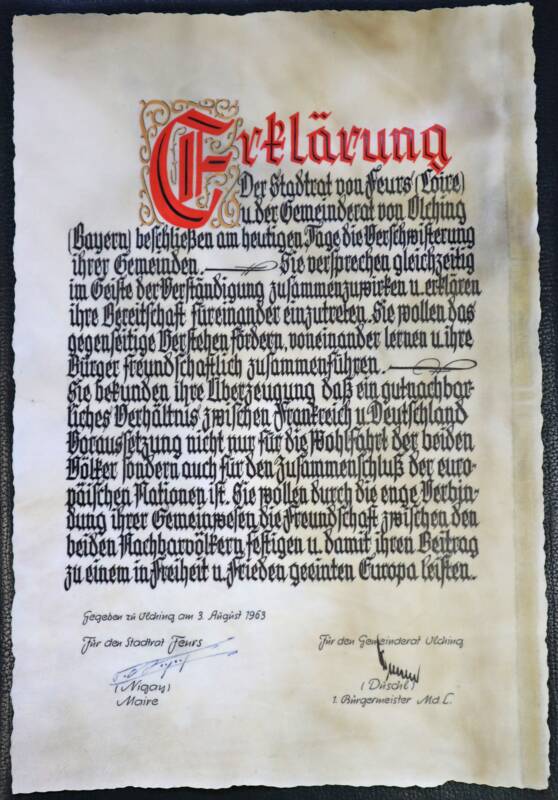 Erklärung
Der Stadtrat von Feurs (Loire)
u. der Gemeinderat von Olching
(Bayern) beschließen am heutigen Tage die Verschwisterung
ihrer Gemeinden. Sie versprechen gleichzeitig
im Geiste der Verständigung zusammenzuwirken u. erklären
ihre Bereitschaft füreinander einzutreten. Sie wollen das
gegenseitige Verstehen fördern, voneinander lernen u. ihre
Bürger freundschaftlich zusammenführen.
Sie bekunden ihre Überzeugung daß ein gutnachbar-
liches Verhältnis zwischen Frankreich u. Deutschland
Voraussetzung nicht nur für die Wohlfahrt der beiden
Völker sondern auch für den Zusammenschluß der euro-
päischen Nationen ist. Sie wollen durch die enge Verbin-
dung ihrer Gemeinwesen die Freundschaft zwischen den
beiden Nachbarvölkern festigen u. damit ihren Beitrag
zu einem in Freiheit u. Frieden geeinten Europa leisten.
Gegeben zu Olching am 3. August 1963
Für den Stadtrat Feurs Für den Gemeinderat Olching
(Nigay) (Düschl)
Maire 1. Bürgermeister Md.L.